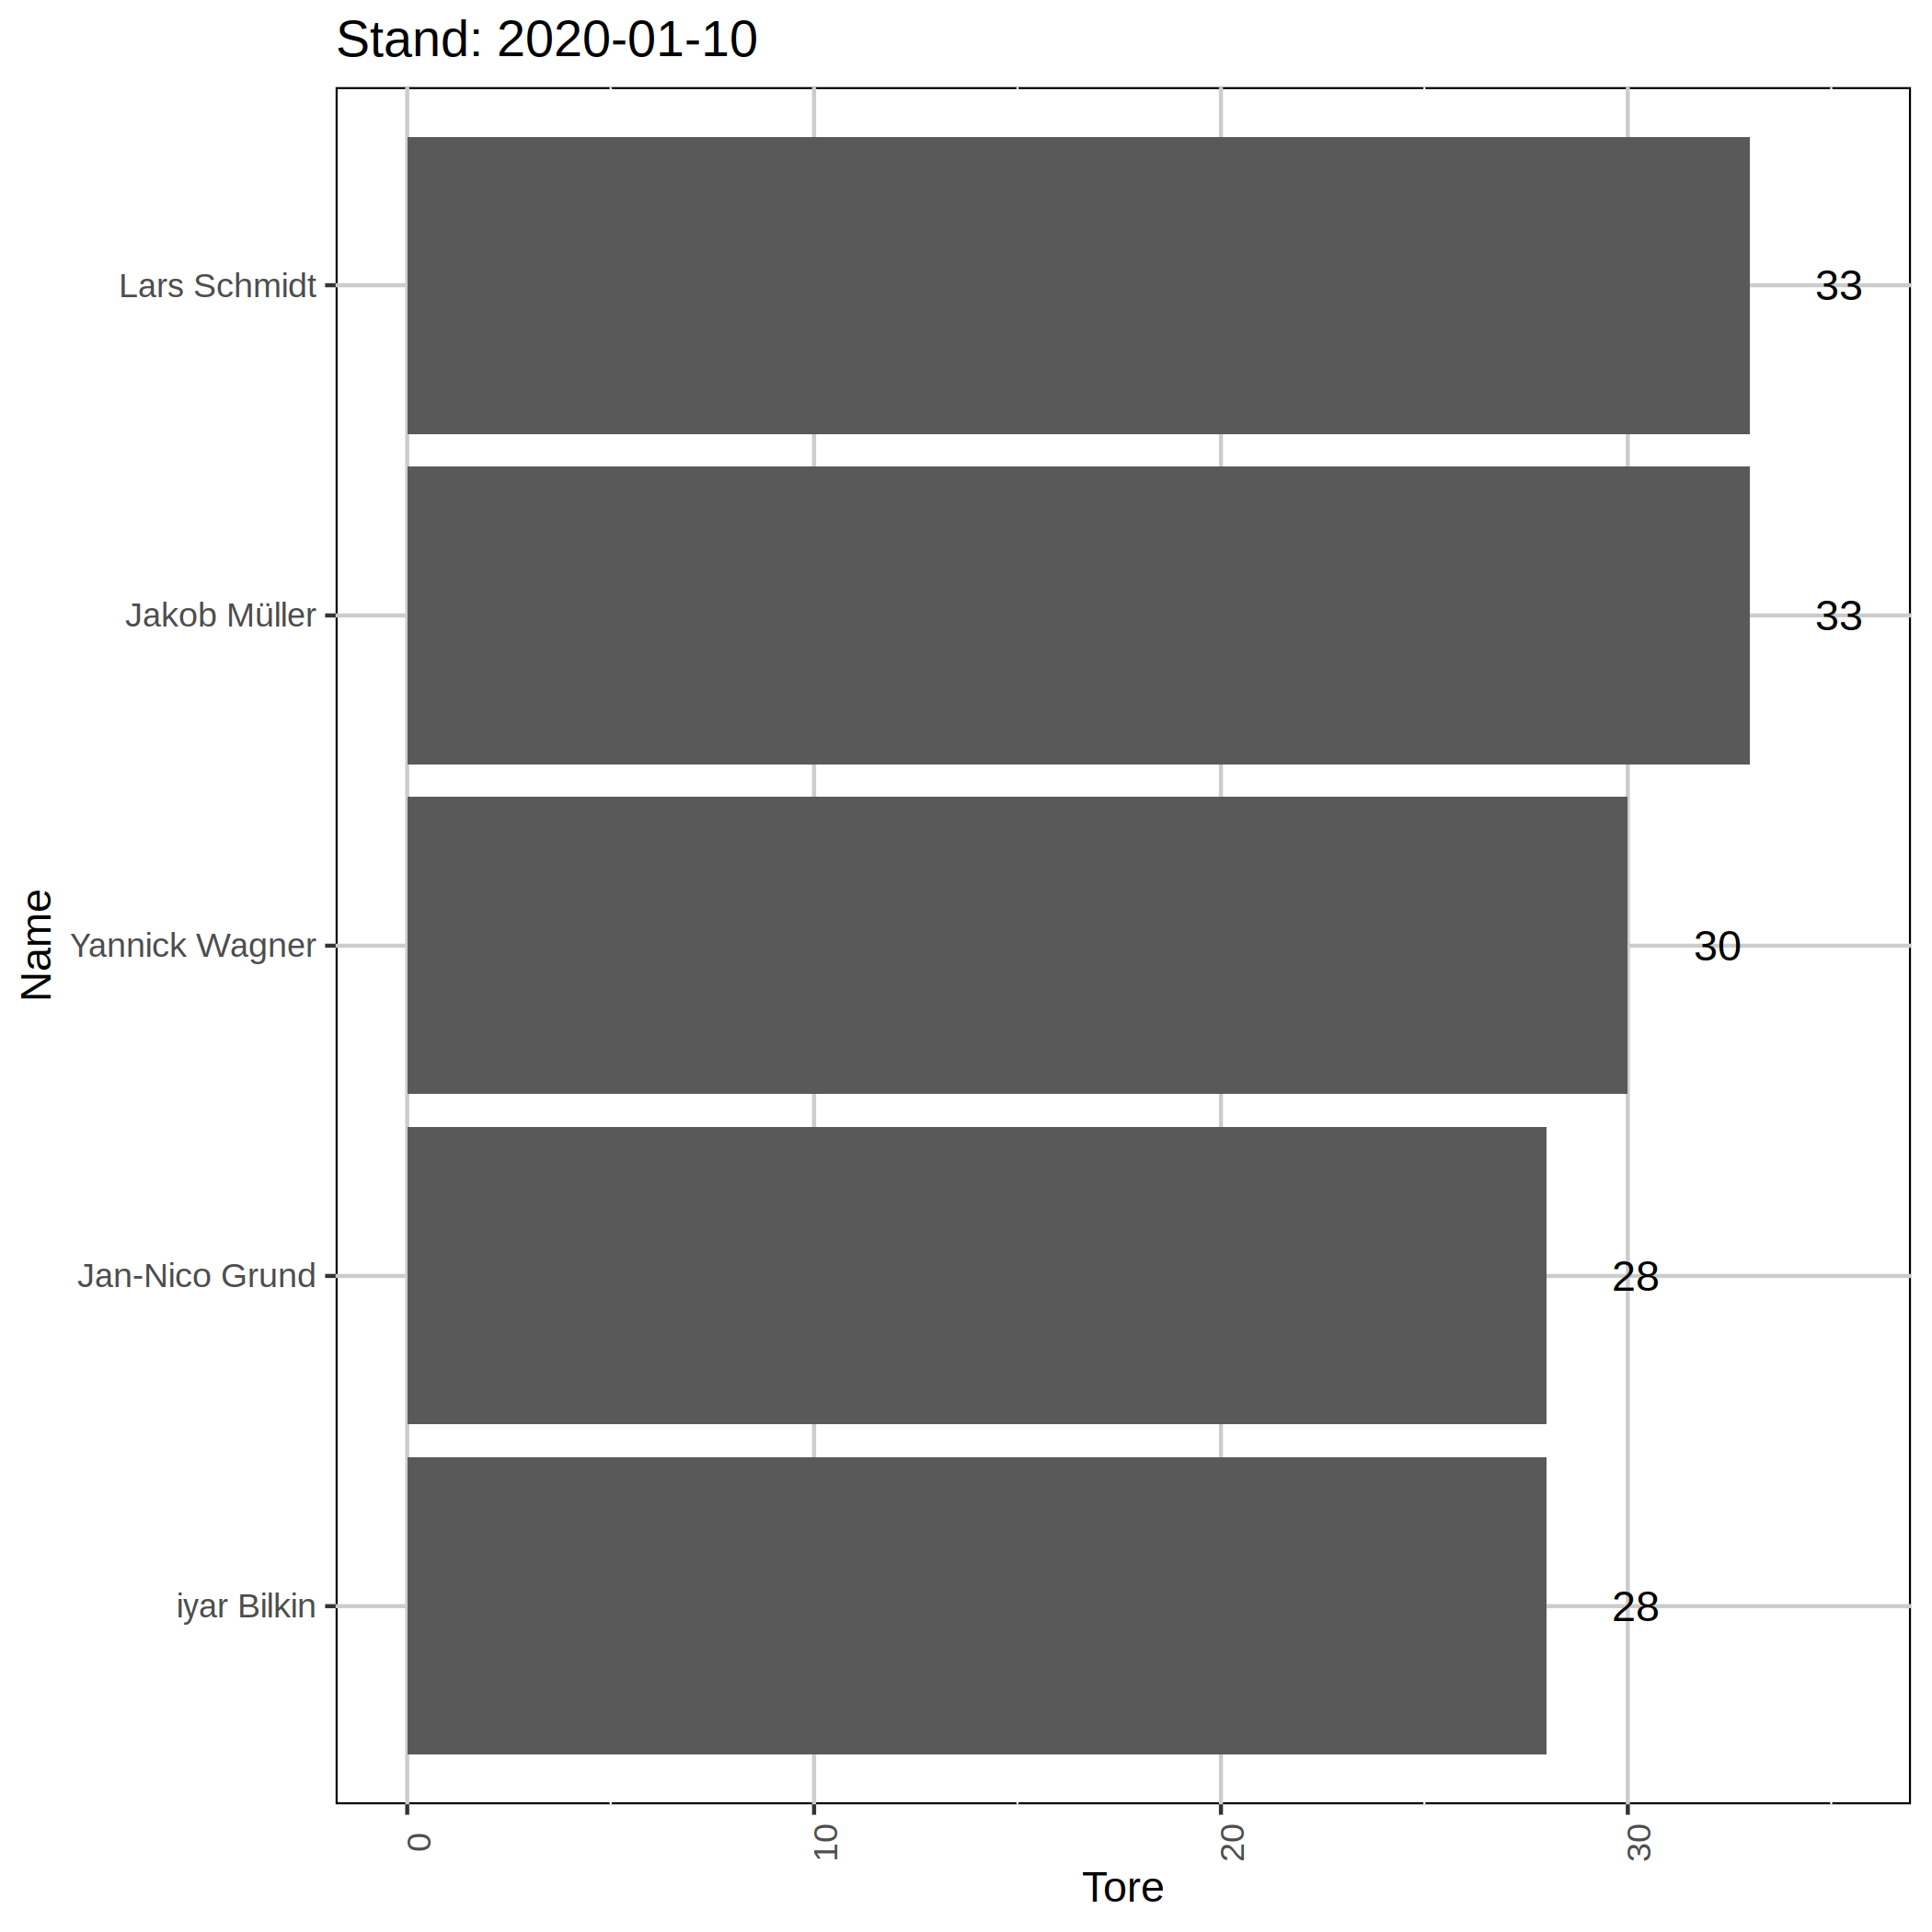 Stand: 2020-01-10
Lars Schmidt
33
Jakob Müller
33
Yannick Wagner
30
Jan-Nico Grund
28
iyar Bilkin
28
Name
0
10
20
30
Tore